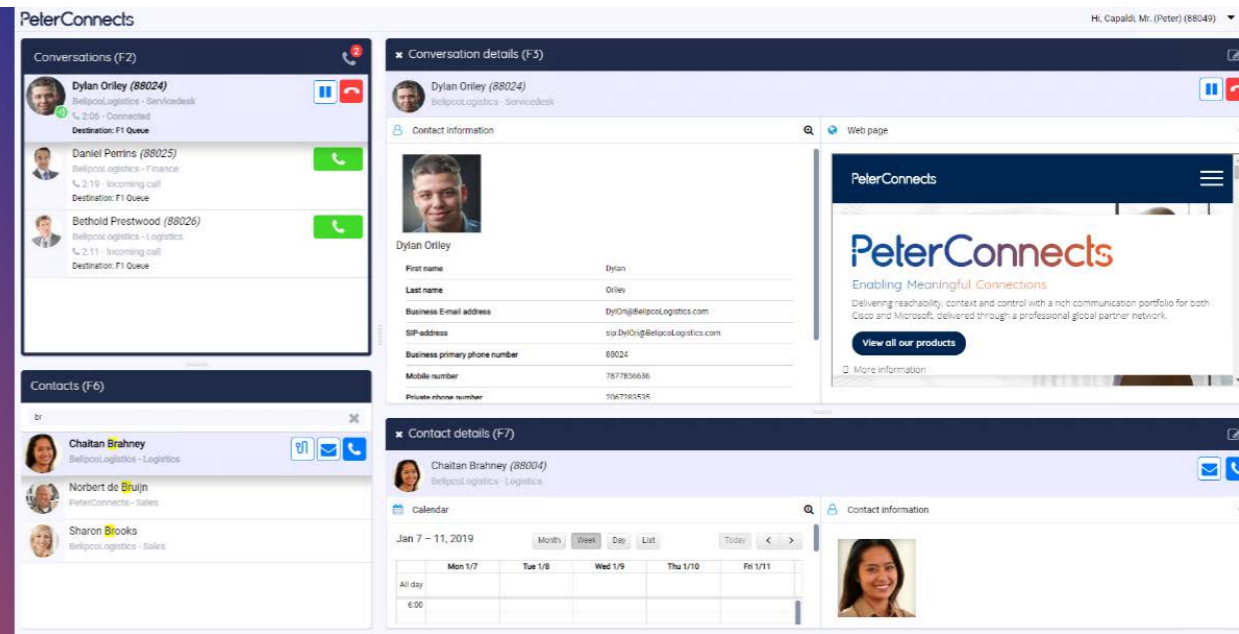 PeterConnects
Hi, Capaldi, Mr. (Peter) (88049)
Conversations (F2)
2
Dylan Oriley (88024)
BelipcoLogistics - Servicedesk
2:06 - Connected
Destination: F1 Queue
Daniel Perrins (88025)
BelipcoLogistics - Finance
2:19 - Incoming call
Destination: F1 Queue
Bethold Prestwood (88026)
BelipcoLogistics - Logistics
2:11 - Incoming call
Destination: F1 Queue
Contacts (F6)
br
Chaitan Brahney
BelipcoLogistics - Logistics
Norbert de Bruijn
PeterConnects - Sales
Sharon Brooks
BelipcoLogistics - Sales
× Conversation details (F3)
Dylan Oriley (88024)
BelipcoLogistics - Servicedesk
Contact information
Dylan Oriley
First name Dylan
Last name Oriley
Business E-mail address DylOri@BelipcoLogistics.com
SIP-address sip:DylOri@BelipcoLogistics.com
Business primary phone number 88024
Mobile number 7877856636
Private phone number 2067283535
Web page
PeterConnects
PeterConnects
Enabling Meaningful Connections
Delivering reachability, context and control with a rich communication portfolio for both
Cisco and Microsoft, delivered through a professional global partner network.
View all our products
More information
× Contact details (F7)
Chaitan Brahney (88004)
BelipcoLogistics - Logistics
Calendar
Jan 7 – 11, 2019 Month Week Day List Today < >
Mon 1/7 Tue 1/8 Wed 1/9 Thu 1/10 Fri 1/11
All day
6:00
Contact information